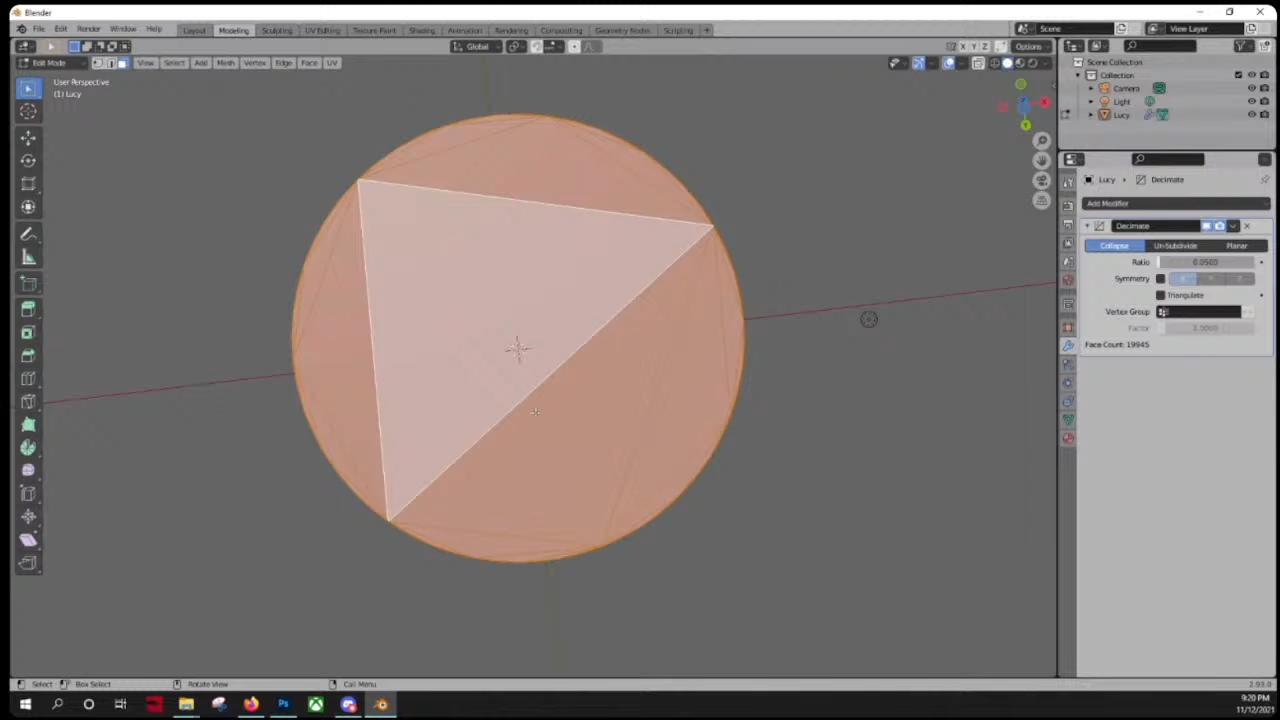 Blender
File Edit Render Window Help Layout Modeling Sculpting UV Editing Texture Paint Shading Animation Rendering Compositing Geometry Nodes Scripting + Scene View Layer
Global X Y Z Options
Edit Mode View Select Add Mesh Vertex Edge Face UV
User Perspective
(1) Lucy
Scene Collection
Collection
Camera
Light
Lucy
Lucy > Decimate
Add Modifier
Decimate
Collapse Un-Subdivide Planar
Ratio 0.0500
Symmetry
Triangulate
Vertex Group
Factor 1.0000
Face Count: 19945
Select Box Select Rotate View Call Menu 2.93.0
9:20 PM
11/12/2021